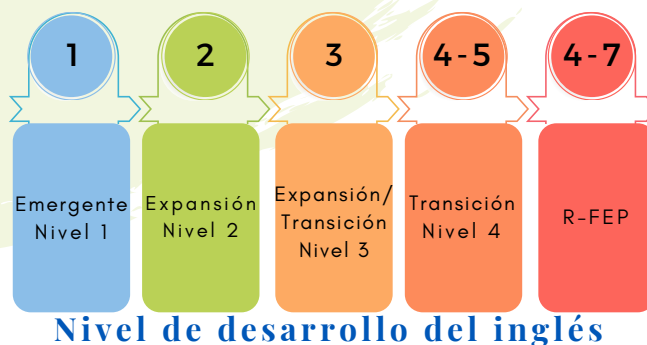 1
2
3
4-5
4-7
Emergente
Nivel 1
Expansión
Nivel 2
Expansión/
Transición
Nivel 3
Transición
Nivel 4
R-FEP
Nivel de desarrollo del inglés